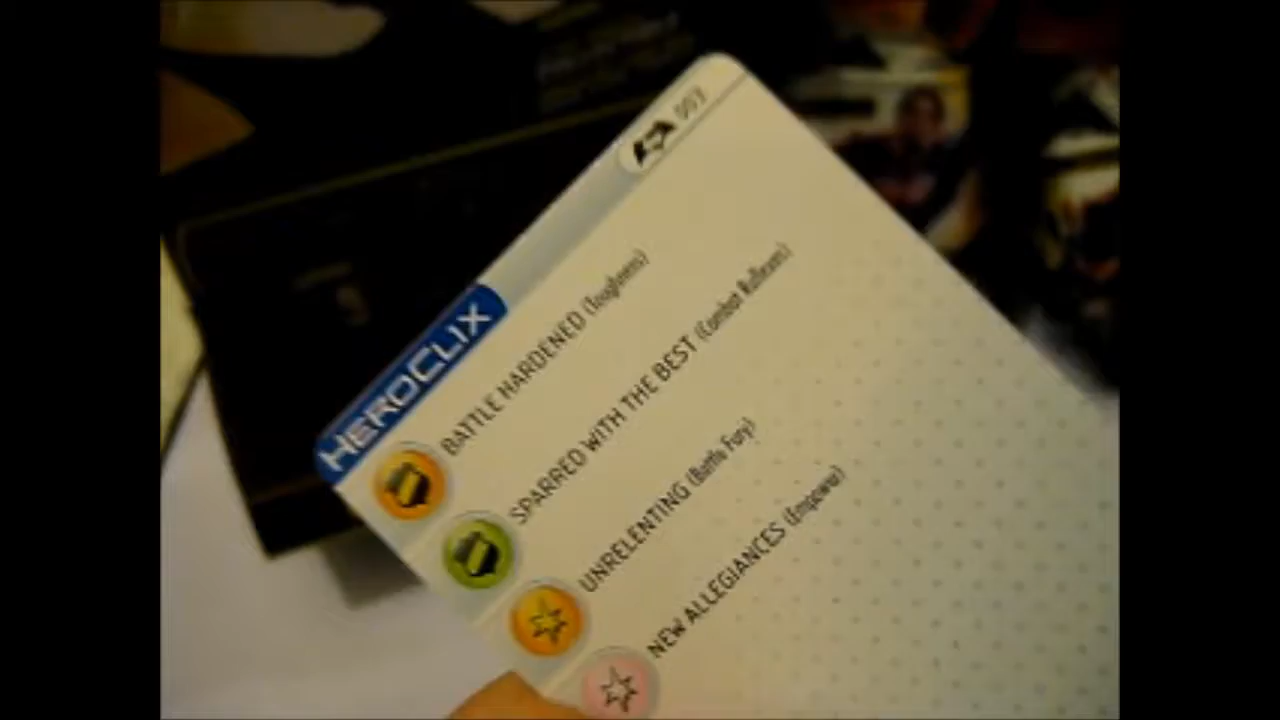 HEROCLIX
BATTLE HARDENED (Toughness)
SPARRED WITH THE BEST (Combat Reflexes)
UNRELENTING (Battle Fury)
NEW ALLEGIANCES (Empower)